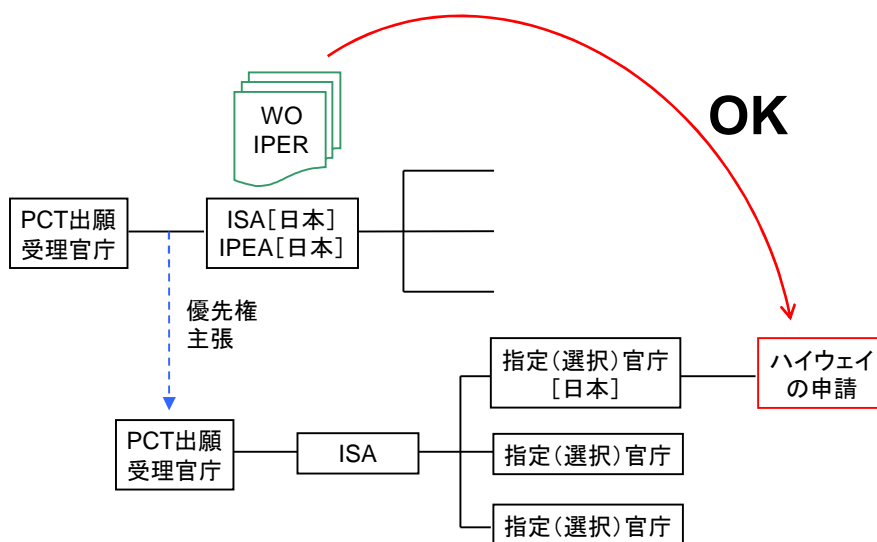 OK
WO
IPER
PCT出願
受理官庁
ISA[日本]
IPEA[日本]
優先権
主張
指定(選択)官庁
[日本]
ハイウェイ
の申請
PCT出願
受理官庁
ISA
指定(選択)官庁
指定(選択)官庁